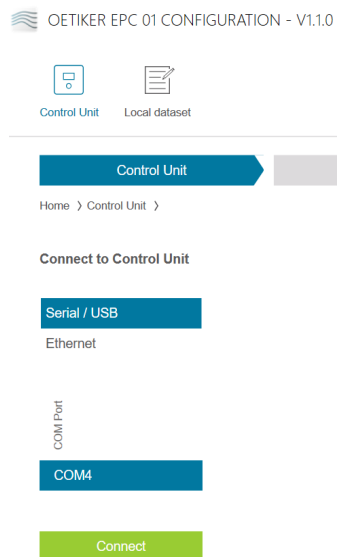 OETIKER EPC 01 CONFIGURATION - V1.1.0
Control Unit Local dataset
Control Unit
Home > Control Unit >
Connect to Control Unit
Serial / USB
Ethernet
COM Port
COM4
Connect